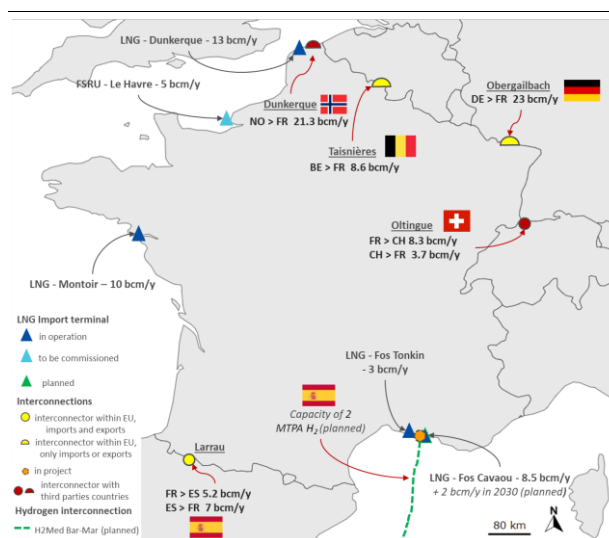 LNG - Dunkerque - 13 bcm/y
FSRU - Le Havre - 5 bcm/y
Dunkerque
NO > FR 21.3 bcm/y
Taisnières
BE > FR 8.6 bcm/y
Obergailbach
DE > FR 23 bcm/y
Oltingue
FR > CH 8.3 bcm/y
CH > FR 3.7 bcm/y
LNG - Montoir – 10 bcm/y
LNG Import terminal
in operation
to be commissioned
planned
Interconnections
interconnector within EU,
imports and exports
interconnector within EU,
only imports or exports
in project
interconnector with
third parties countries
Hydrogen interconnection
H2Med Bar-Mar (planned)
Larrau
FR > ES 5.2 bcm/y
ES > FR 7 bcm/y
Capacity of 2
MTPA H₂ (planned)
LNG - Fos Tonkin
- 3 bcm/y
LNG - Fos Cavaou - 8.5 bcm/y
+ 2 bcm/y in 2030 (planned)
80 km
N